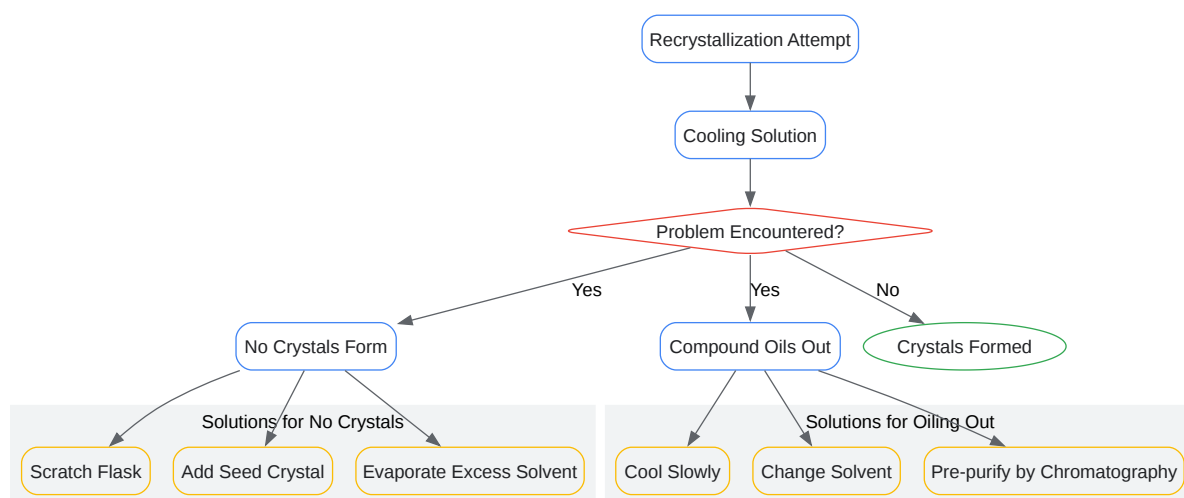 Recrystallization Attempt
Cooling Solution
Problem Encountered?
Yes
Yes
No
No Crystals Form
Compound Oils Out
Crystals Formed
Solutions for No Crystals
Solutions for Oiling Out
Scratch Flask
Add Seed Crystal
Evaporate Excess Solvent
Cool Slowly
Change Solvent
Pre-purify by Chromatography